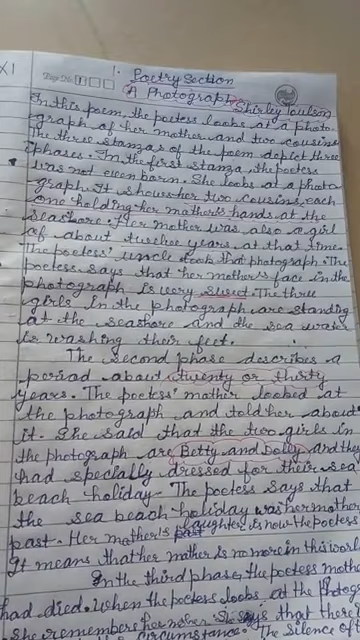 XI
Page No.
1. Poetry Section
A Photograph Shirley Toulson
In this poem, the poetess looks at a photo-
graph of her mother and two cousins
The three stanzas of the poem depict three
phases. In the first stanza, the poetess
was not even born. She looks at a photo
graph. It shows her two cousins, each
one holding her mother's hands at the
seashore. Her mother was also a girl
of about twelve years at that time.
The poetess' uncle took that photograph. The
poetess says that her mother's face in the
photograph is very sweet. The three
girls in the photograph are standing
at the seashore and the sea water
is washing their feet.
The second phase describes a
period about twenty or thirty
years. The poetess' mother looked at
the photograph and told her about
it. She said that the two girls in
the photograph are Betty and Dolly and they
had specially dressed for their sea
beach holiday. The poetess says that
the sea beach holiday was her mother
past. Her mother's past laughter is now the poetess
It means that her mother is no more in this world
In the third phase, the poetess mothe
had died. when the poetess looks at the Photog
she remembers her there
circumstance. The silence of